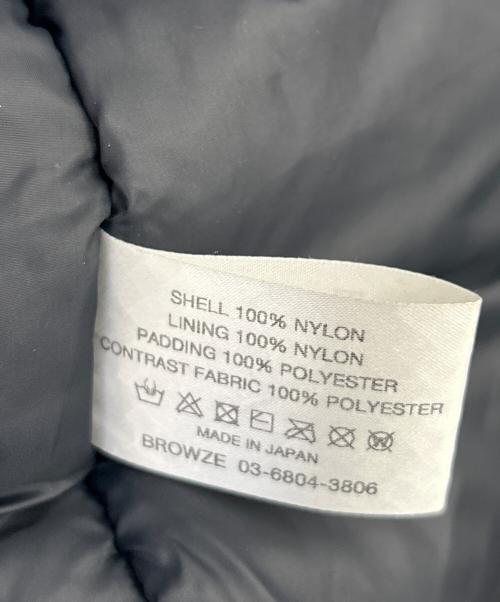 SHELL 100% NYLON
LINING 100% NYLON
PADDING 100% POLYESTER
CONTRAST FABRIC 100% POLYESTER
MADE IN JAPAN
BROWZE 03-6804-3806